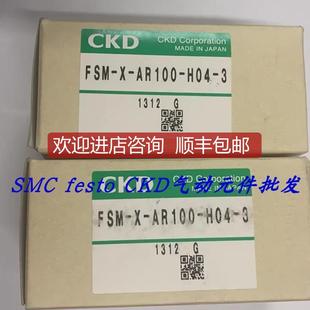 CKD
CKD Corporation
MADE IN JAPAN
FSM-X-AR100-H04-3
1312 G
欢迎进店咨询 顺丰包邮
CKD
SMC festo CKD气动元件批发
CKD Corporation
FSM-X-AR100-H04-3
1312 G